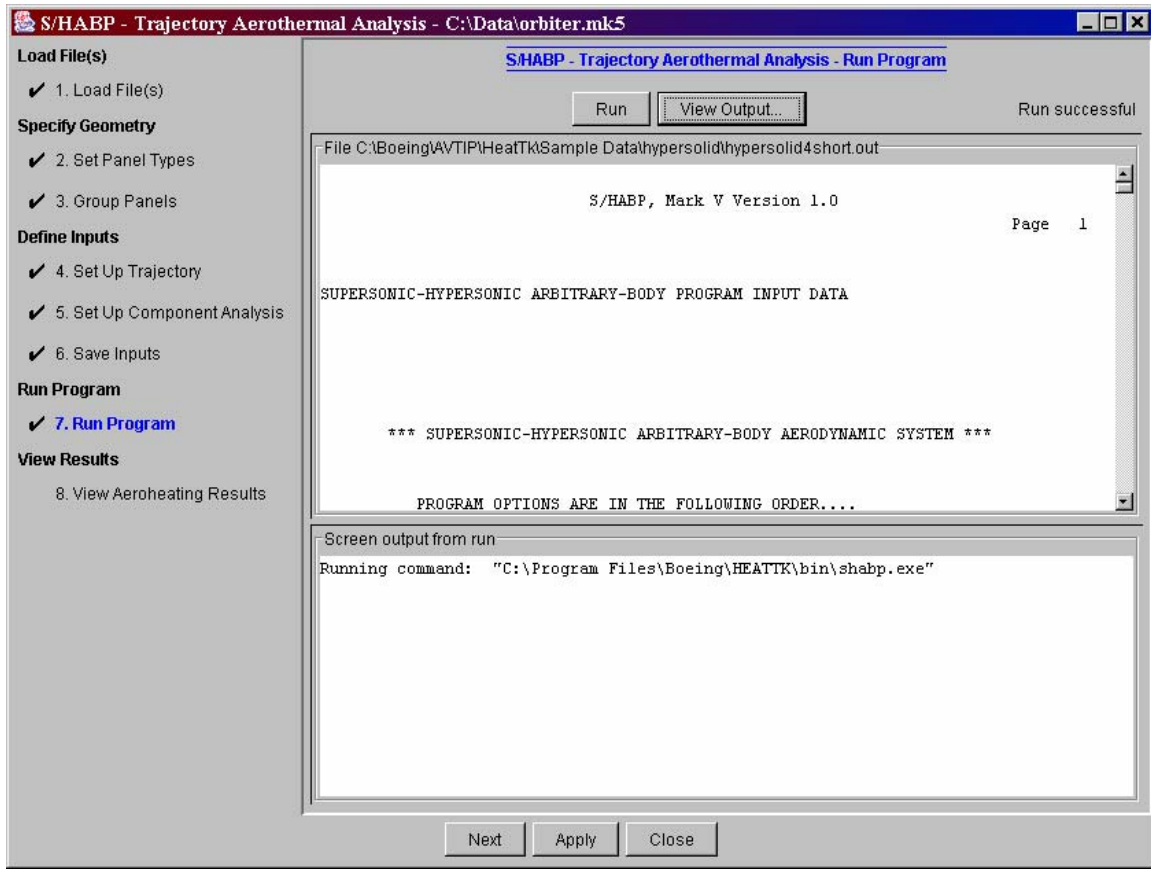 S/HABP - Trajectory Aerothermal Analysis - C:\Data\orbiter.mk5
Load File(s)
1. Load File(s)
Specify Geometry
2. Set Panel Types
3. Group Panels
Define Inputs
4. Set Up Trajectory
5. Set Up Component Analysis
6. Save Inputs
Run Program
7. Run Program
View Results
8. View Aeroheating Results
S/HABP - Trajectory Aerothermal Analysis - Run Program
Run View Output... Run successful
File C:\Boeing\AVTIP\HeatTk\Sample Data\hypersolid\hypersolid4short.out
S/HABP, Mark V Version 1.0
Page 1
SUPERSONIC-HYPERSONIC ARBITRARY-BODY PROGRAM INPUT DATA
*** SUPERSONIC-HYPERSONIC ARBITRARY-BODY AERODYNAMIC SYSTEM ***
PROGRAM OPTIONS ARE IN THE FOLLOWING ORDER....
Screen output from run
Running command: "C:\Program Files\Boeing\HEATTK\bin\shabp.exe"
Next Apply Close